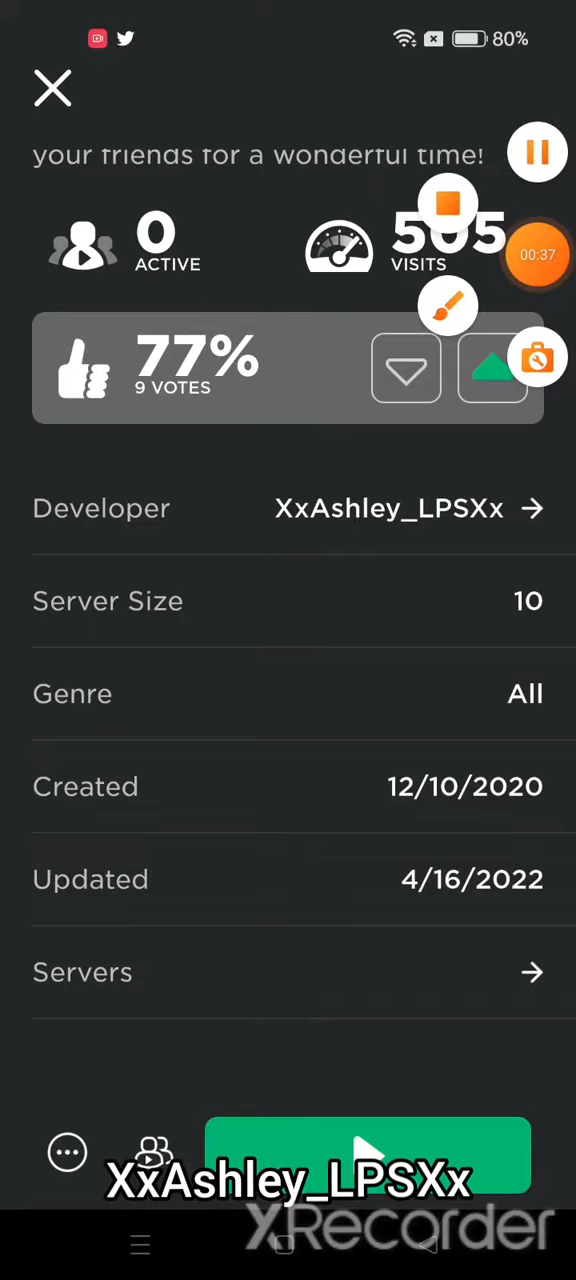 80%
your friends for a wonderful time!
0
ACTIVE
505
VISITS
00:37
77%
9 VOTES
Developer XxAshley_LPSXx
Server Size 10
Genre All
Created 12/10/2020
Updated 4/16/2022
Servers
XxAshley_LPSXx
XRecorder